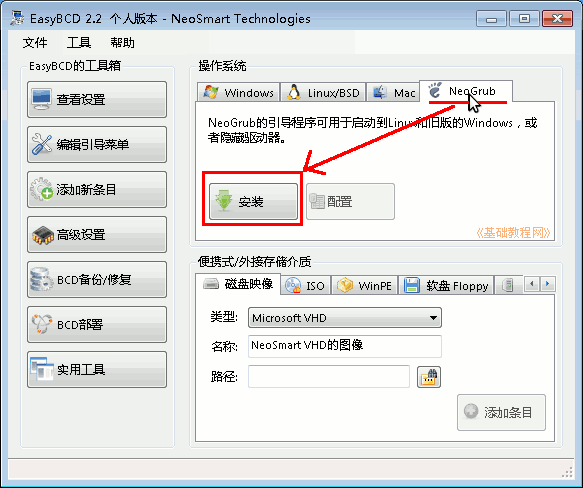 EasyBCD 2.2 个人版本 - NeoSmart Technologies
文件 工具 帮助
EasyBCD的工具箱
查看设置
编辑引导菜单
添加新条目
高级设置
BCD备份/修复
BCD部署
实用工具
操作系统
Windows Linux/BSD Mac NeoGrub
NeoGrub的引导程序可用于启动到Linux和旧版的Windows，或
者隐藏驱动器。
安装 配置
《基础教程网》
便携式/外接存储介质
磁盘映像 ISO WinPE 软盘 Floppy
类型: Microsoft VHD
名称: NeoSmart VHD的图像
路径:
添加条目